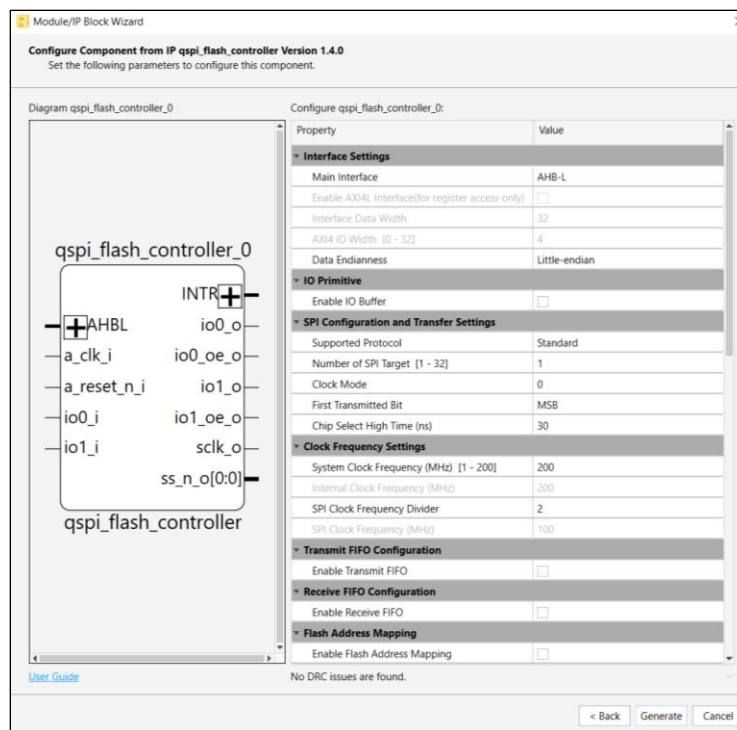 Module/IP Block Wizard
Configure Component from IP qspi_flash_controller Version 1.4.0
Set the following parameters to configure this component.
Diagram qspi_flash_controller_0
qspi_flash_controller_0
INTR
AHBL
io0_o
a_clk_i
io0_oe_o
a_reset_n_i
io1_o
io0_i
io1_oe_o
io1_i
sclk_o
ss_n_o[0:0]
qspi_flash_controller
User Guide
Configure qspi_flash_controller_0:
Property Value
Interface Settings
Main Interface AHB-L
Enable AXI4L Interface(for register access only)
Interface Data Width 32
AXI4 ID Width [0 - 32] 4
Data Endianness Little-endian
IO Primitive
Enable IO Buffer
SPI Configuration and Transfer Settings
Supported Protocol Standard
Number of SPI Target [1 - 32] 1
Clock Mode 0
First Transmitted Bit MSB
Chip Select High Time (ns) 30
Clock Frequency Settings
System Clock Frequency (MHz) [1 - 200] 200
Internal Clock Frequency (MHz) 200
SPI Clock Frequency Divider 2
SPI Clock Frequency (MHz) 100
Transmit FIFO Configuration
Enable Transmit FIFO
Receive FIFO Configuration
Enable Receive FIFO
Flash Address Mapping
Enable Flash Address Mapping
No DRC issues are found.
< Back Generate Cancel